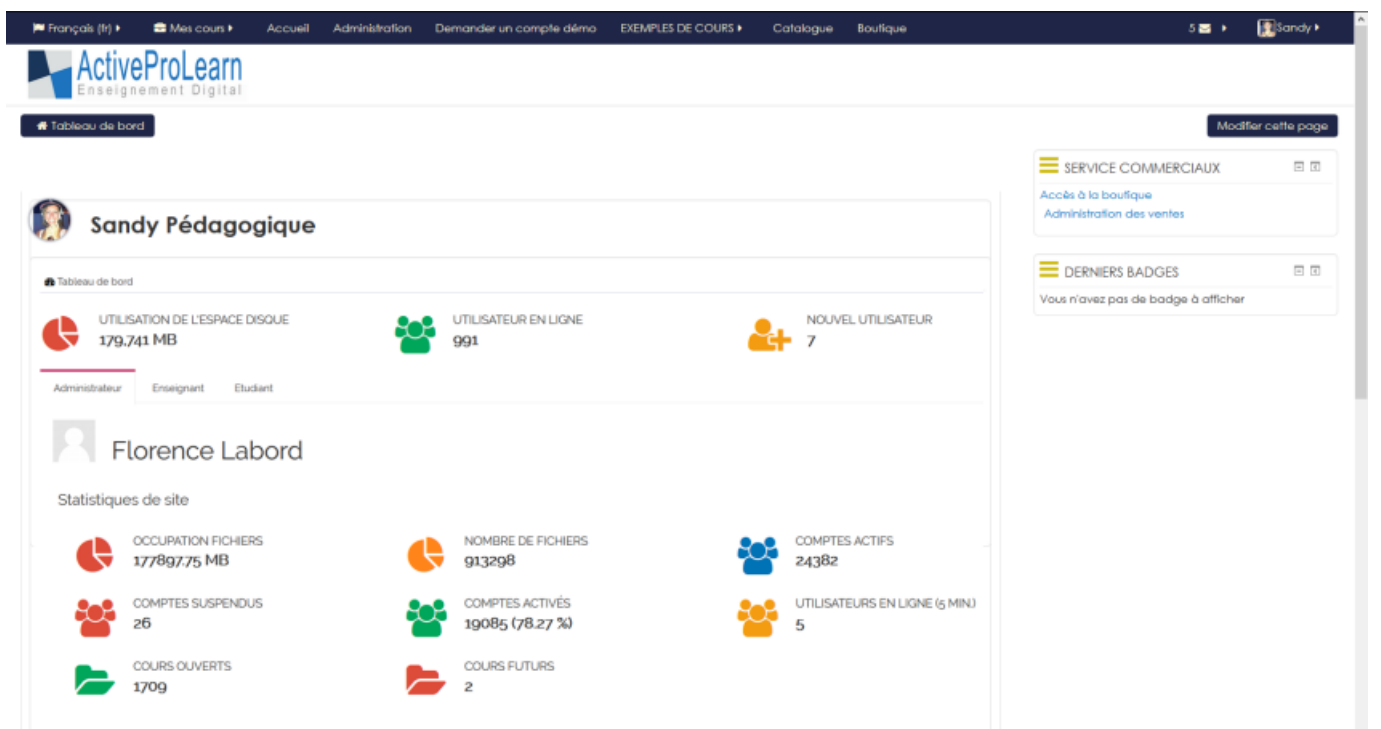 Français (fr) Mes cours Accueil Administration Demander un compte démo EXEMPLES DE COURS Catalogue Boutique 5 Sandy
ActiveProLearn
Enseignement Digital
Tableau de bord Modifier cette page
SERVICE COMMERCIAUX
Accès à la boutique
Administration des ventes
DERNIERS BADGES
Vous n'avez pas de badge à afficher
Sandy Pédagogique
Tableau de bord
UTILISATION DE L'ESPACE DISQUE UTILISATEUR EN LIGNE NOUVEL UTILISATEUR
179,741 MB 991 7
Administrateur Enseignant Etudiant
Florence Labord
Statistiques de site
OCCUPATION FICHIERS NOMBRE DE FICHIERS COMPTES ACTIFS
177897.75 MB 913298 24382
COMPTES SUSPENDUS COMPTES ACTIVÉS UTILISATEURS EN LIGNE (5 MIN.)
26 19085 (78.27 %) 5
COURS OUVERTS COURS FUTURS
1709 2